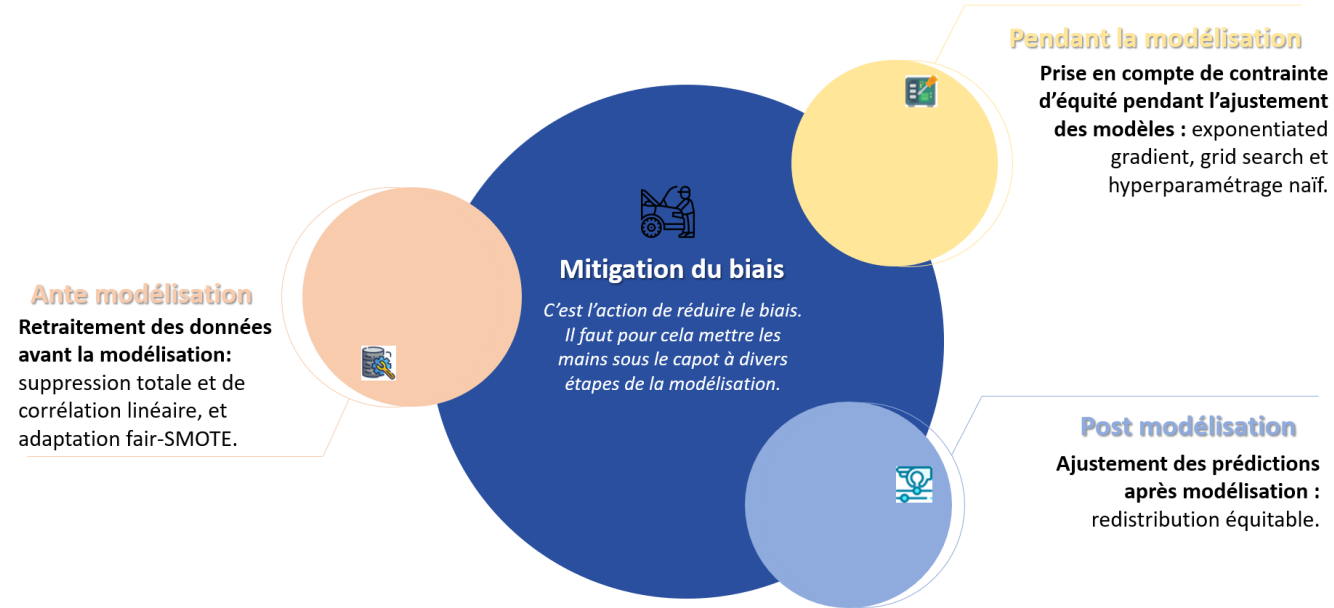 Pendant la modélisation
Prise en compte de contrainte
d'équité pendant l'ajustement
des modèles : exponentiated
gradient, grid search et
hyperparamétrage naïf.
Mitigation du biais
C'est l'action de réduire le biais.
Il faut pour cela mettre les
mains sous le capot à divers
étapes de la modélisation.
Ante modélisation
Retraitement des données
avant la modélisation:
suppression totale et de
corrélation linéaire, et
adaptation fair-SMOTE.
Post modélisation
Ajustement des prédictions
après modélisation :
redistribution équitable.